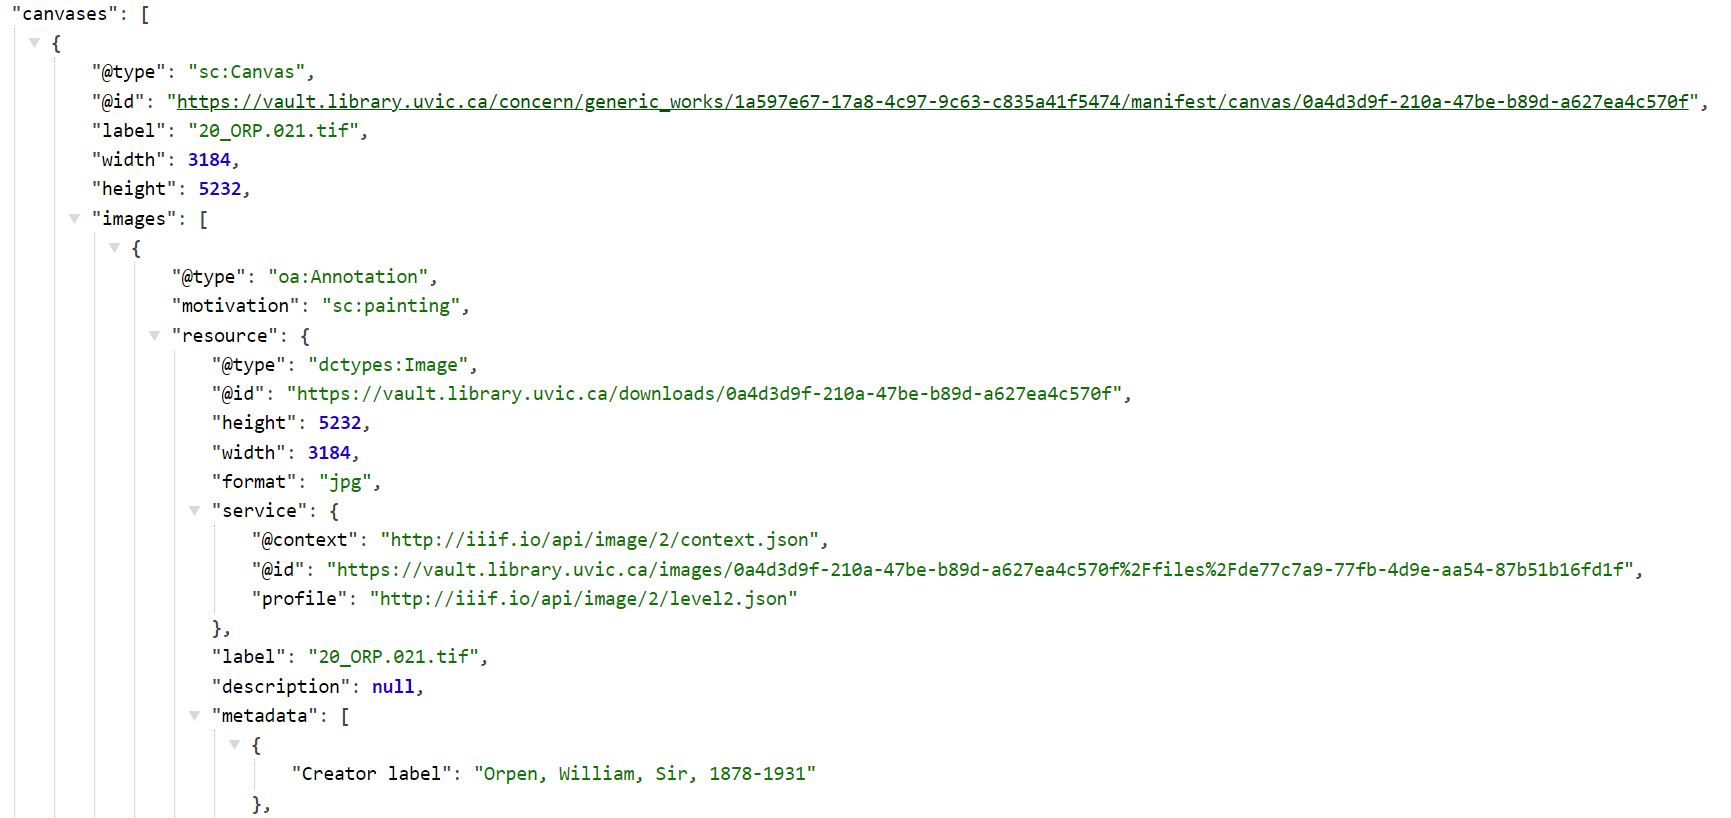 "canvases": [
{
"@type": "sc:Canvas",
"@id": "https://vault.library.uvic.ca/concern/generic_works/1a597e67-17a8-4c97-9c63-c835a41f5474/manifest/canvas/0a4d3d9f-210a-47be-b89d-a627ea4c570f",
"label": "20_ORP.021.tif",
"width": 3184,
"height": 5232,
"images": [
{
"@type": "oa:Annotation",
"motivation": "sc:painting",
"resource": {
"@type": "dctypes:Image",
"@id": "https://vault.library.uvic.ca/downloads/0a4d3d9f-210a-47be-b89d-a627ea4c570f",
"height": 5232,
"width": 3184,
"format": "jpg",
"service": {
"@context": "http://iiif.io/api/image/2/context.json",
"@id": "https://vault.library.uvic.ca/images/0a4d3d9f-210a-47be-b89d-a627ea4c570f%2Ffiles%2Fde77c7a9-77fb-4d9e-aa54-87b51b16fd1f",
"profile": "http://iiif.io/api/image/2/level2.json"
},
"label": "20_ORP.021.tif",
"description": null,
"metadata": [
{
"Creator label": "Orpen, William, Sir, 1878-1931"
},